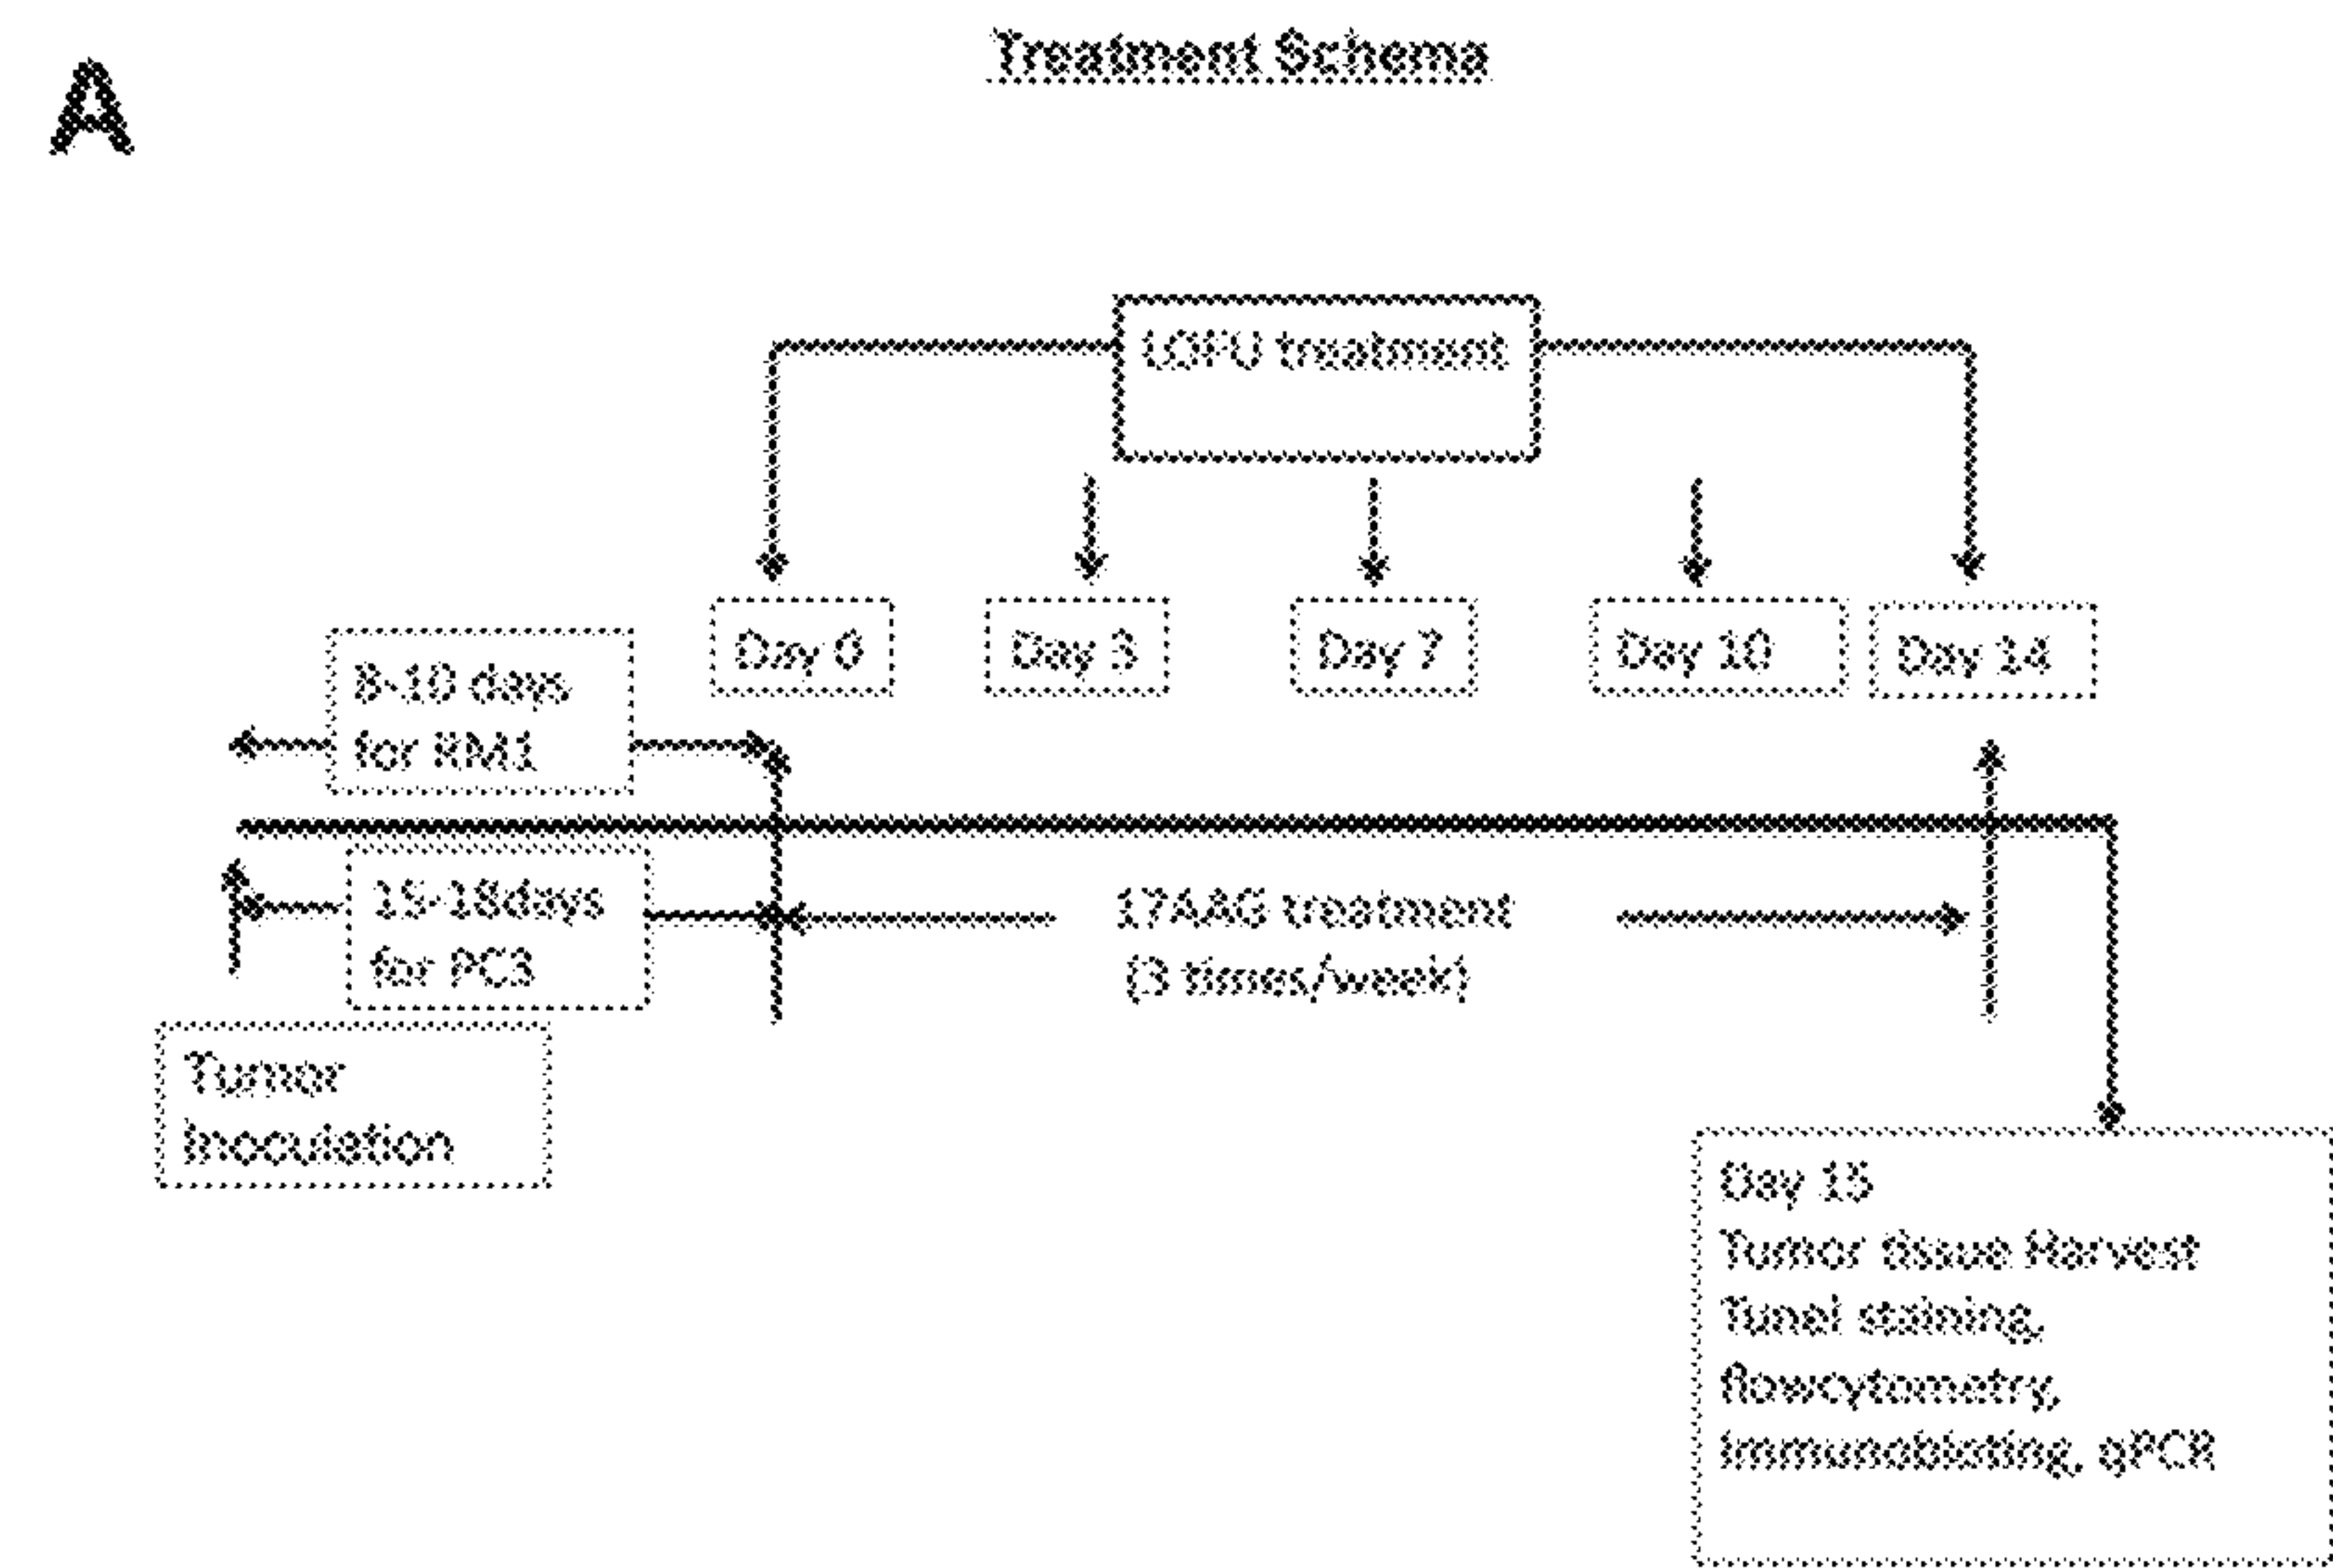 A
Treatment Schema
LOFU treatment
Day 0
Day 3
Day 7
Day 10
Day 14
8-10 days
for RM1
15-18days
for PC3
17AAG treatment
(3 times/week)
Tumor
Inoculation
Day 15
Tumor tissue Harvest
Tunel staining,
flowcytometry,
immunobloting, qPCR